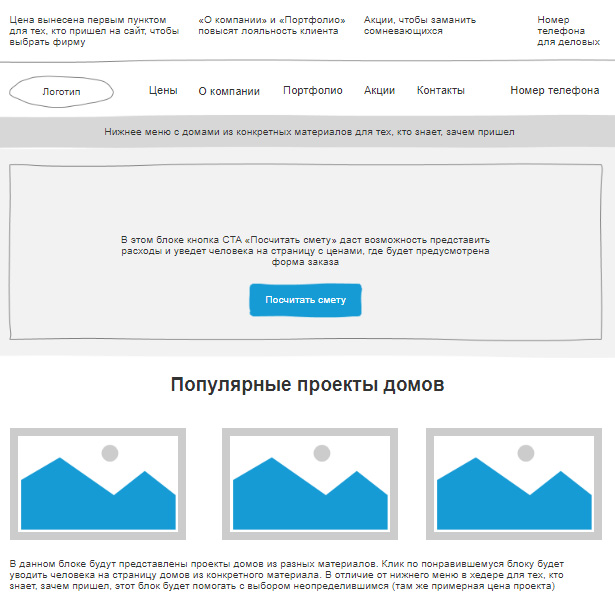 Цена вынесена первым пунктом
для тех, кто пришел на сайт, чтобы
выбрать фирму
«О компании» и «Портфолио»
повысят лояльность клиента
Акции, чтобы заманить
сомневающихся
Номер
телефона
для деловых
Логотип
Цены
О компании
Портфолио
Акции
Контакты
Номер телефона
Нижнее меню с домами из конкретных материалов для тех, кто знает, зачем пришел
В этом блоке кнопка СТА «Посчитать смету» даст возможность представить
расходы и уведет человека на страницу с ценами, где будет предусмотрена
форма заказа
Посчитать смету
Популярные проекты домов
В данном блоке будут представлены проекты домов из разных материалов. Клик по понравившемуся блоку будет
уводить человека на страницу домов из конкретного материала. В отличие от нижнего меню в хедере для тех, кто
знает, зачем пришел, этот блок будет помогать с выбором неопределившимся (там же примерная цена проекта)